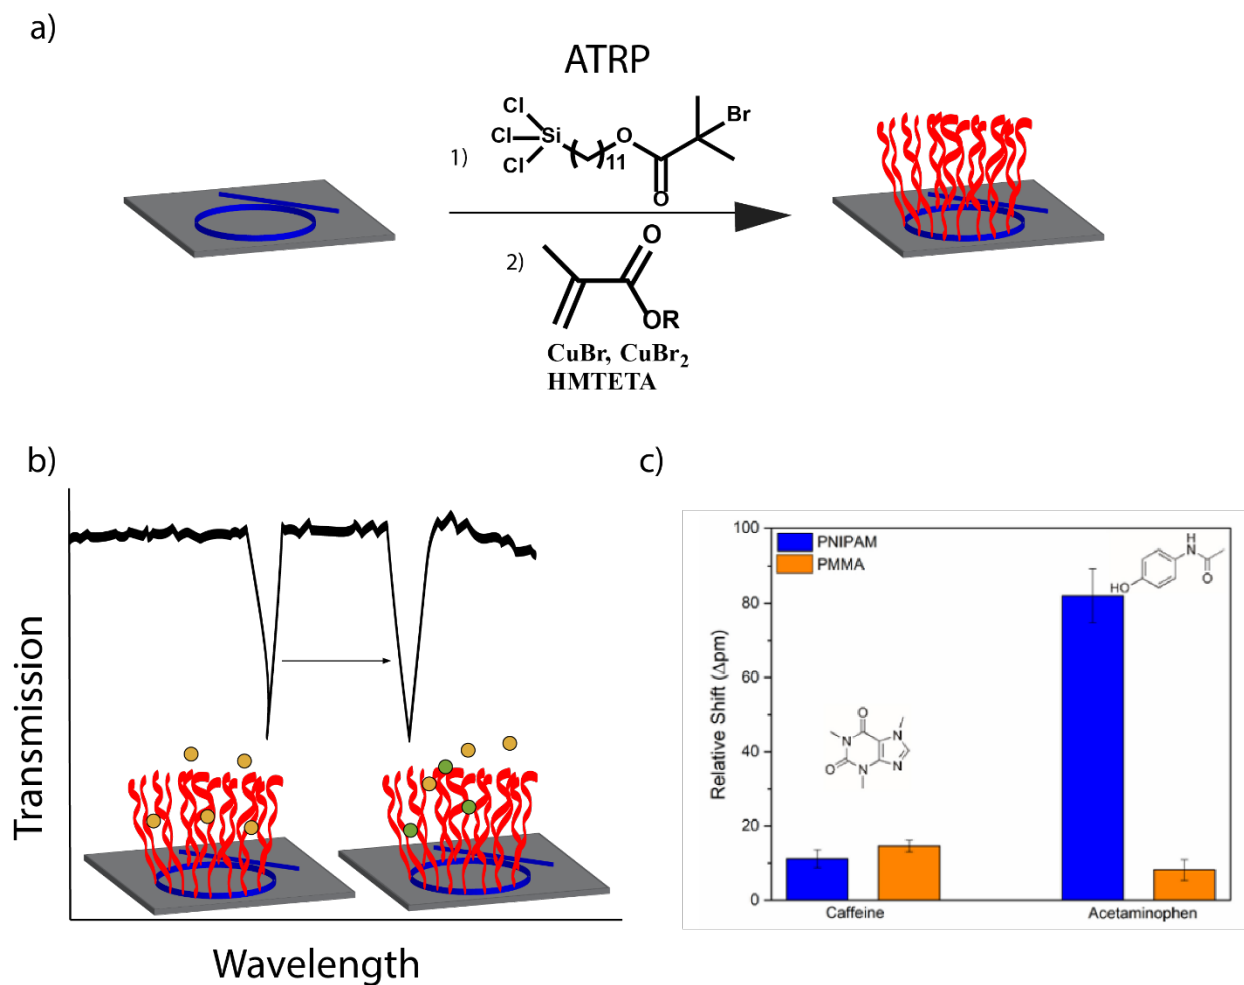 a)
ATRP
Cl
Cl
Cl
Si
11
O
O
Br
1)
2)
O
OR
CuBr, CuBr2
HMTETA
b)
Transmission
Wavelength
c)
Relative Shift (Δpm)
100
80
60
40
20
0
PNIPAM
PMMA
H
N
O
HO
O
N
N
O
N
N
Caffeine
Acetaminophen